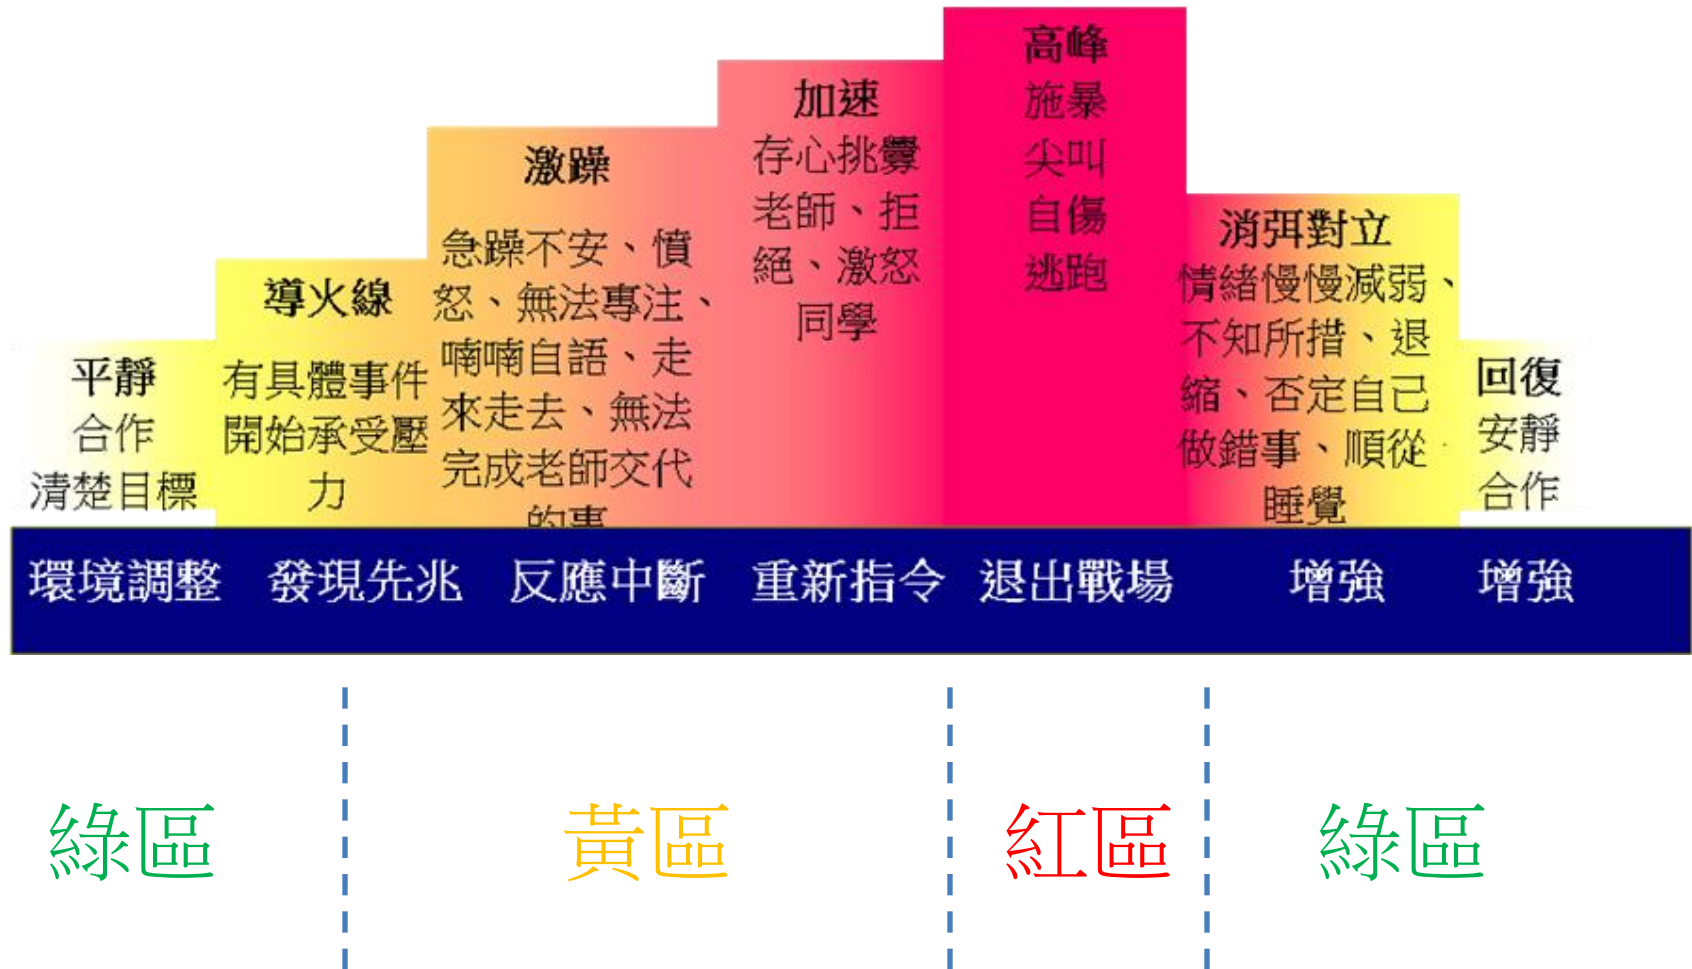 平靜
合作
清楚目標
導火線
有具體事件
開始承受壓
力
激躁
急躁不安、憤
怒、無法專注、
喃喃自語、走
來走去、無法
完成老師交代
的事
加速
存心挑釁
老師、拒
絕、激怒
同學
高峰
施暴
尖叫
自傷
逃跑
消弭對立
情緒慢慢減弱、
不知所措、退
縮、否定自己
做錯事、順從
睡覺
回復
安靜
合作
環境調整 發現先兆 反應中斷 重新指令 退出戰場 增強 增強
綠區 黃區 紅區 綠區